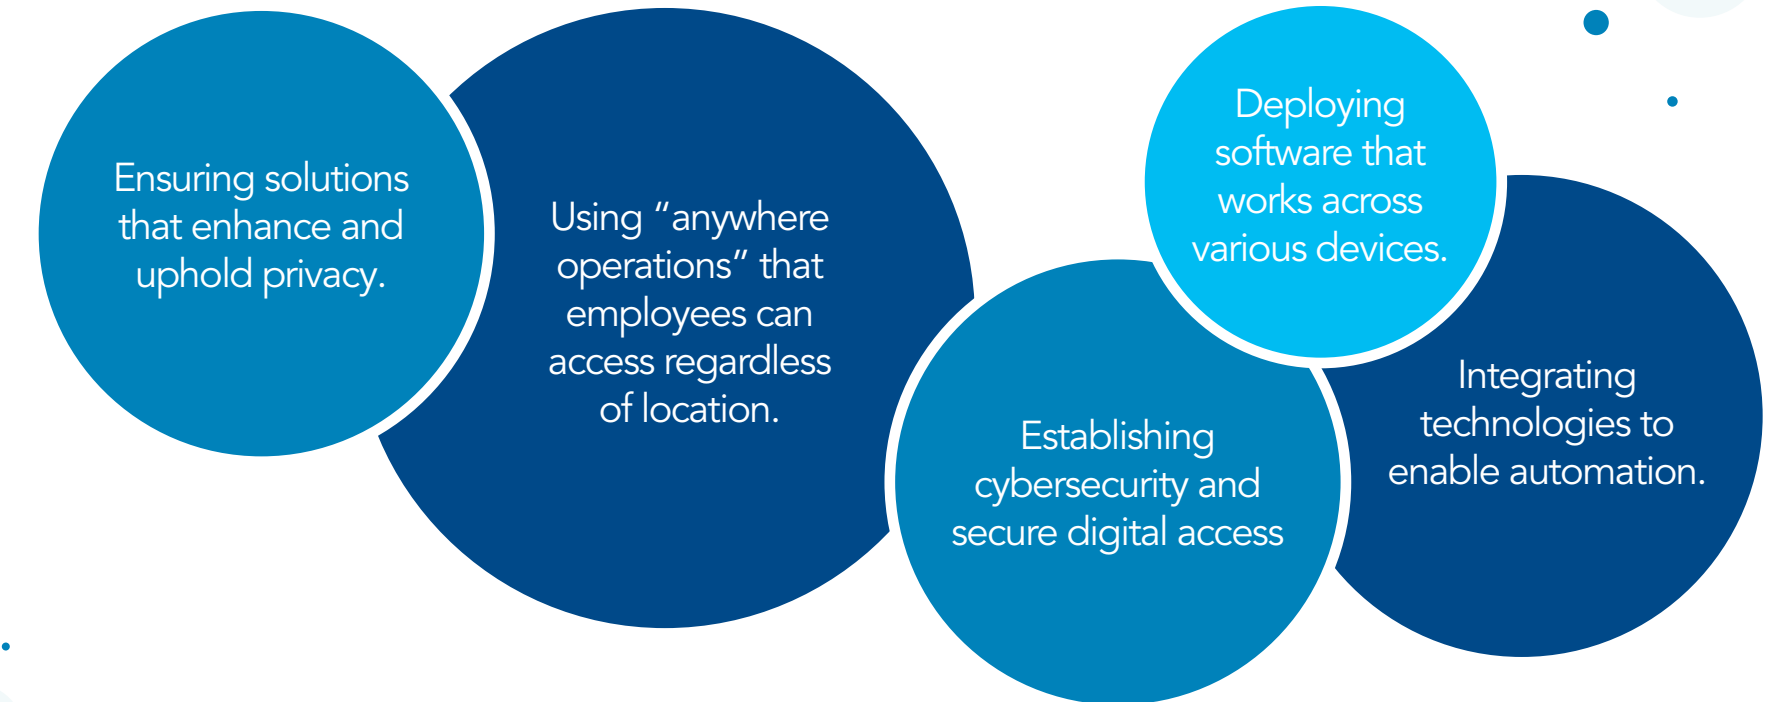 Ensuring solutions
that enhance and
uphold privacy.
Using “anywhere
operations” that
employees can
access regardless
of location.
Establishing
cybersecurity and
secure digital access
Deploying
software that
works across
various devices.
Integrating
technologies to
enable automation.